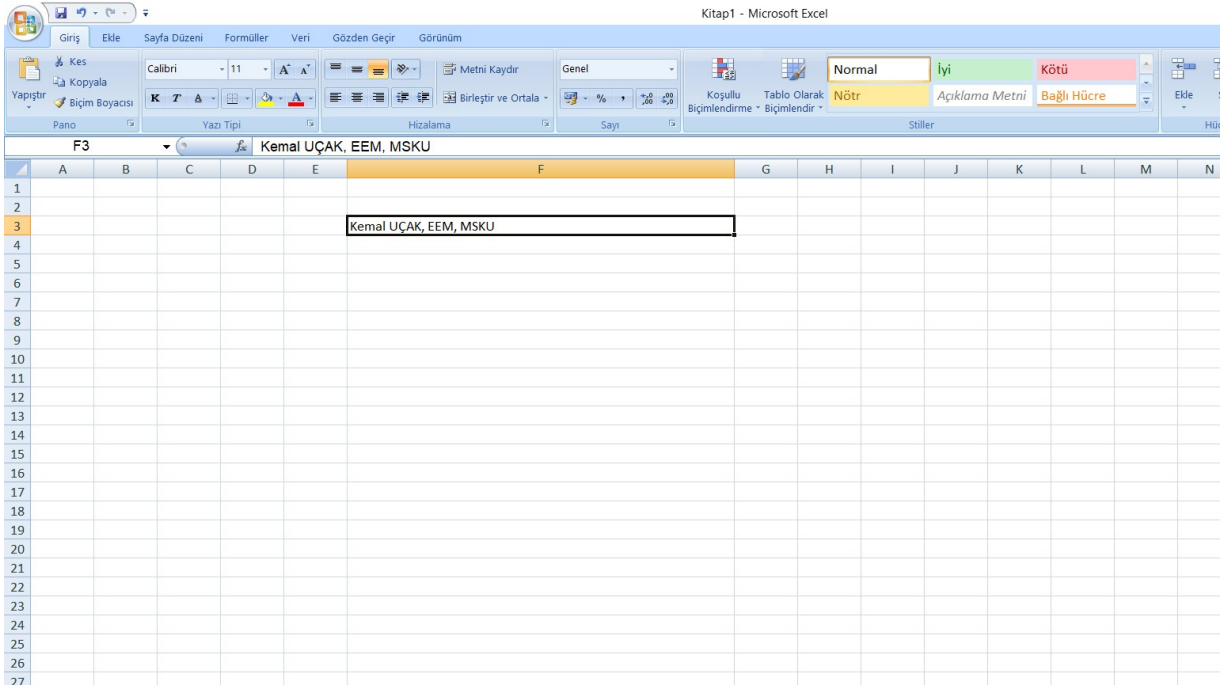 Kitap1 - Microsoft Excel
Giriş Ekle Sayfa Düzeni Formüller Veri Gözden Geçir Görünüm
Yapıştır
Kes
Kopyala
Biçim Boyacısı
Pano
Calibri 11
K T A
A A A
Yazı Tipi
Metni Kaydır
Birleştir ve Ortala
Hizalama
Genel
% , ,00 ,00
Sayı
Koşullu Biçimlendirme
Tablo Olarak Biçimlendir
Normal İyi Kötü
Nötr Açıklama Metni Bağlı Hücre
Stiller
Ekle
F3 fx Kemal UÇAK, EEM, MSKU
A B C D E F G H I J K L M N
1
2
3 Kemal UÇAK, EEM, MSKU
4
5
6
7
8
9
10
11
12
13
14
15
16
17
18
19
20
21
22
23
24
25
26
27